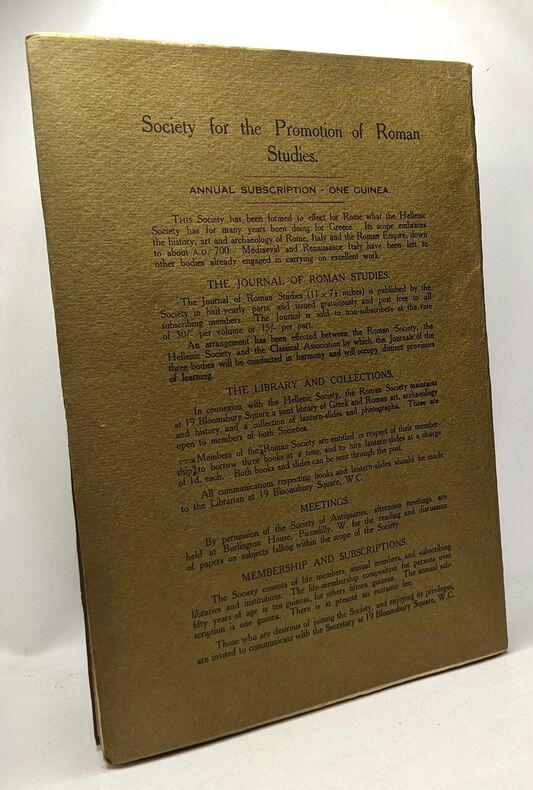 Society for the Promotion of Roman
Studies.
ANNUAL SUBSCRIPTION - ONE GUINEA.
THIS Society has been formed to effect for Rome what the Hellenic
Society has for many years been doing for Greece. Its scope embraces
the history, art and archaeology of Rome, Italy and the Roman Empire, down
to about A.D. 700. Mediaeval and Renaissance Italy have been left to
other bodies already engaged in carrying on excellent work.
THE JOURNAL OF ROMAN STUDIES.
The Journal of Roman Studies (11 × 7½ inches) is published by the
Society in half-yearly parts, and issued gratuitously and post free to all
subscribing members. The Journal is sold to non-subscribers at the rate
of 30/- per volume or 15/- per part.
An arrangement has been effected between the Roman Society, the
Hellenic Society and the Classical Association by which the Journals of the
three bodies will be conducted in harmony and will occupy distinct provinces
of learning.
THE LIBRARY AND COLLECTIONS.
In connexion with the Hellenic Society, the Roman Society maintains
at 19 Bloomsbury Square a joint library of Greek and Roman art, archaeology
and history, and a collection of lantern-slides and photographs. These are
open to members of both Societies.
Members of the Roman Society are entitled in respect of their member-
ship to borrow three books at a time, and to hire lantern-slides at a charge
of 1d. each. Both books and slides can be sent through the post.
All communications respecting books and lantern-slides should be made
to the Librarian at 19 Bloomsbury Square, W.C.
MEETINGS.
By permission of the Society of Antiquaries, afternoon meetings are
held at Burlington House, Piccadilly, W. for the reading and discussion
of papers on subjects falling within the scope of the Society.
MEMBERSHIP AND SUBSCRIPTIONS.
The Society consists of life members, annual members, and subscribing
libraries and institutions. The life-membership composition for persons over
fifty years of age is ten guineas, for others fifteen guineas. The annual sub-
scription is one guinea. There is at present no entrance fee.
Those who are desirous of joining the Society, and enjoying its privileges,
are invited to communicate with the Secretary at 19 Bloomsbury Square, W.C.